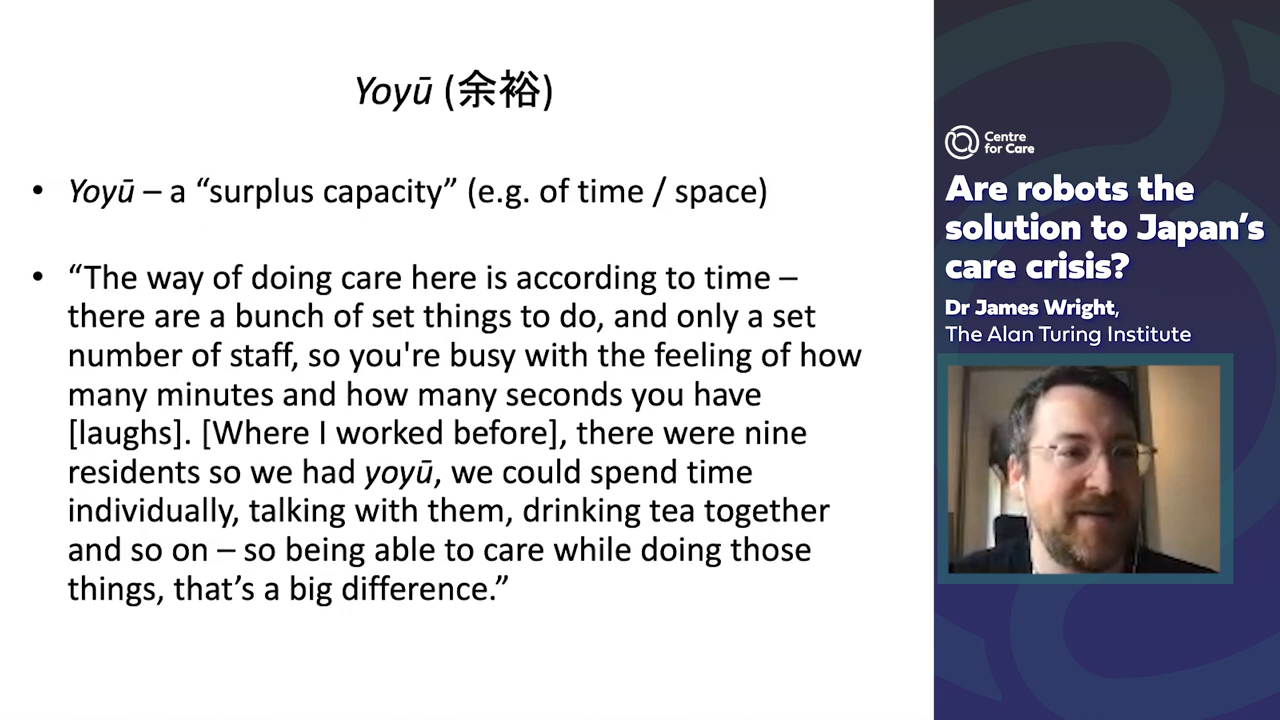 Yoyū (余裕)
• Yoyū – a “surplus capacity” (e.g. of time / space)
• “The way of doing care here is according to time –
there are a bunch of set things to do, and only a set
number of staff, so you're busy with the feeling of how
many minutes and how many seconds you have
[laughs]. [Where I worked before], there were nine
residents so we had yoyū, we could spend time
individually, talking with them, drinking tea together
and so on – so being able to care while doing those
things, that’s a big difference.”
Centre
for Care
Are robots the
solution to Japan’s
care crisis?
Dr James Wright,
The Alan Turing Institute